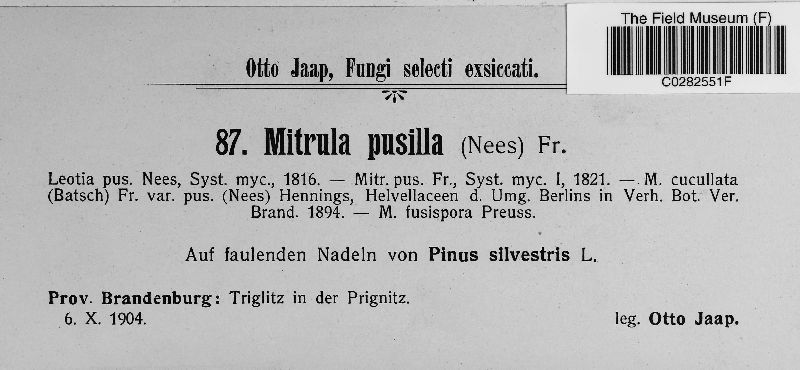 The Field Museum (F)
C0282551F
Otto Jaap, Fungi selecti exsiccati.
87. Mitrula pusilla (Nees) Fr.
Leotia pus. Nees, Syst. myc., 1816. — Mitr. pus. Fr., Syst. myc. I, 1821. — M. cucullata
(Batsch) Fr. var. pus. (Nees) Hennings, Helvellaceen d. Umg. Berlins in Verh. Bot. Ver.
Brand. 1894. — M. fusispora Preuss.
Auf faulenden Nadeln von Pinus silvestris L.
Prov. Brandenburg: Triglitz in der Prignitz.
6. X. 1904. leg. Otto Jaap.